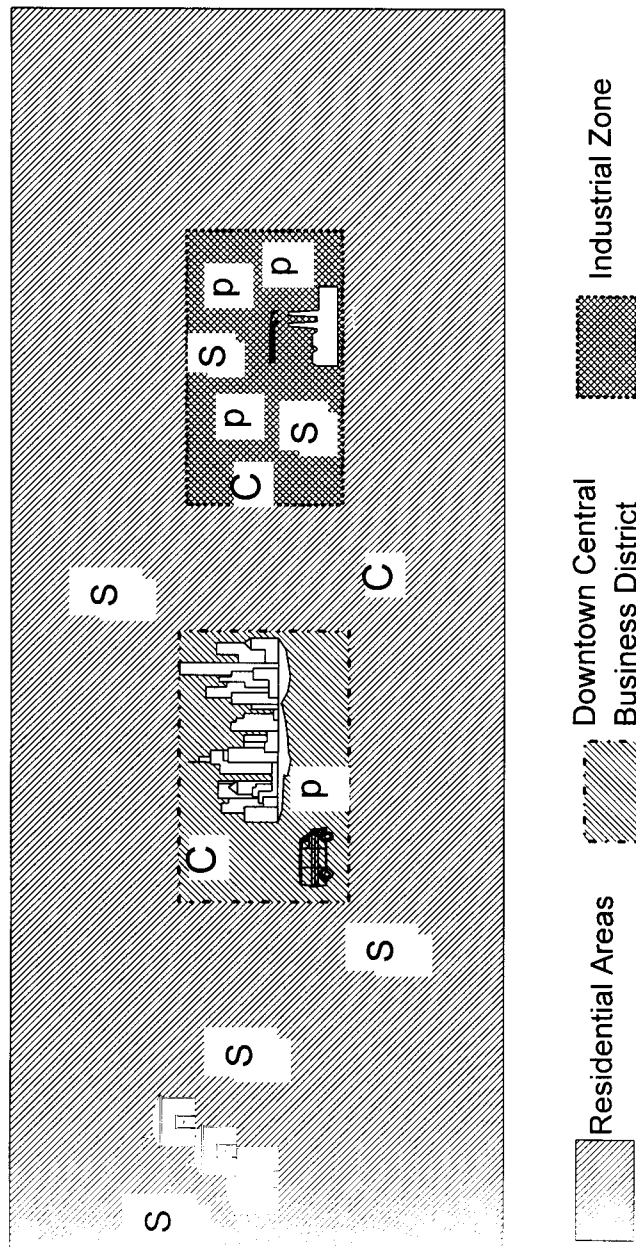 S
S
C
S
S
C
p
p
p
p
S
S
C
Residential Areas
Downtown Central
Business District
Industrial Zone